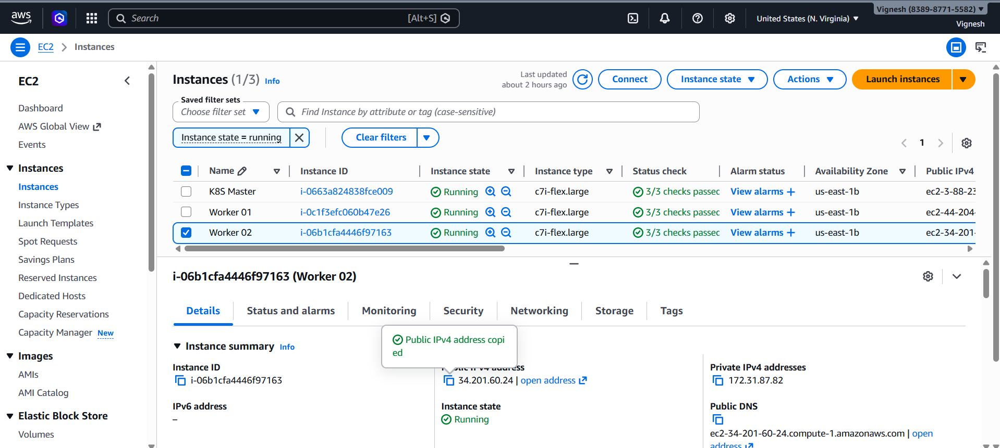 aws
Search [Alt+S]
United States (N. Virginia)
Vignesh (8389-8771-5582)
Vignesh
EC2 Instances
EC2
Dashboard
AWS Global View
Events
Instances
Instances
Instance Types
Launch Templates
Spot Requests
Savings Plans
Reserved Instances
Dedicated Hosts
Capacity Reservations
Capacity Manager New
Images
AMIs
AMI Catalog
Elastic Block Store
Volumes
Instances (1/3) Info
Last updated
about 2 hours ago
Connect
Instance state
Actions
Launch instances
Saved filter sets
Choose filter set
Find Instance by attribute or tag (case-sensitive)
Instance state = running
Clear filters
1
Name Instance ID Instance state Instance type Status check Alarm status Availability Zone Public IPv4
K8S Master i-0663a824838fce009 Running c7i-flex.large 3/3 checks passed View alarms + us-east-1b ec2-3-88-23
Worker 01 i-0c1f3efc060b47e26 Running c7i-flex.large 3/3 checks passed View alarms + us-east-1b ec2-44-204-
Worker 02 i-06b1cfa4446f97163 Running c7i-flex.large 3/3 checks passed View alarms + us-east-1b ec2-34-201-
i-06b1cfa4446f97163 (Worker 02)
Details
Status and alarms
Monitoring
Security
Networking
Storage
Tags
Public IPv4 address copi
ed
Instance summary Info
Instance ID
i-06b1cfa4446f97163
Public IPv4 address
34.201.60.24 | open address
Private IPv4 addresses
172.31.87.82
IPv6 address
–
Instance state
Running
Public DNS
ec2-34-201-60-24.compute-1.amazonaws.com | open
address